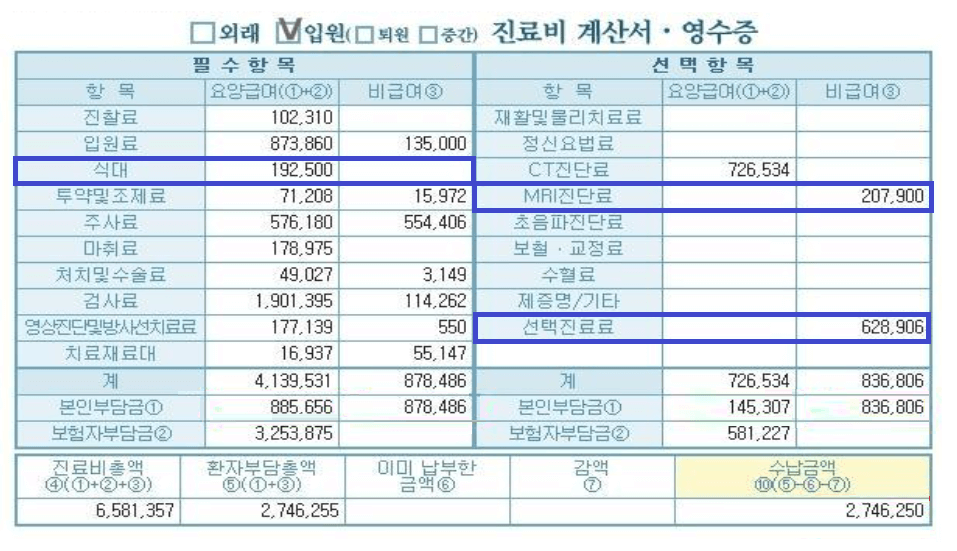 외래 입원(퇴원 중간) 진료비 계산서 · 영수증
필수항목 선택항목
항 목 요양급여(①+②) 비급여③ 항 목 요양급여(①+②) 비급여③
진찰료 102,310 재활및물리치료료
입원료 873,860 135,000 정신요법료
식대 192,500 CT진단료 726,534
투약및조제료 71,208 15,972 MRI진단료 207,900
주사료 576,180 554,406 초음파진단료
마취료 178,975 보철·교정료
처치및수술료 49,027 3,149 수혈료
검사료 1,901,395 114,262 제증명/기타
영상진단및방사선치료료 177,139 550 선택진료료 628,906
치료재료대 16,937 55,147
계 4,139,531 878,486 계 726,534 836,806
본인부담금① 885.656 878,486 본인부담금① 145,307 836,806
보험자부담금② 3,253,875 보험자부담금② 581,227
진료비총액 환자부담총액 이미 납부한 감액 수납금액
④(①+②+③) ⑤(①+③) 금액⑥ ⑦ ⑩(⑤-⑥-⑦)
6,581,357 2,746,255 2,746,250